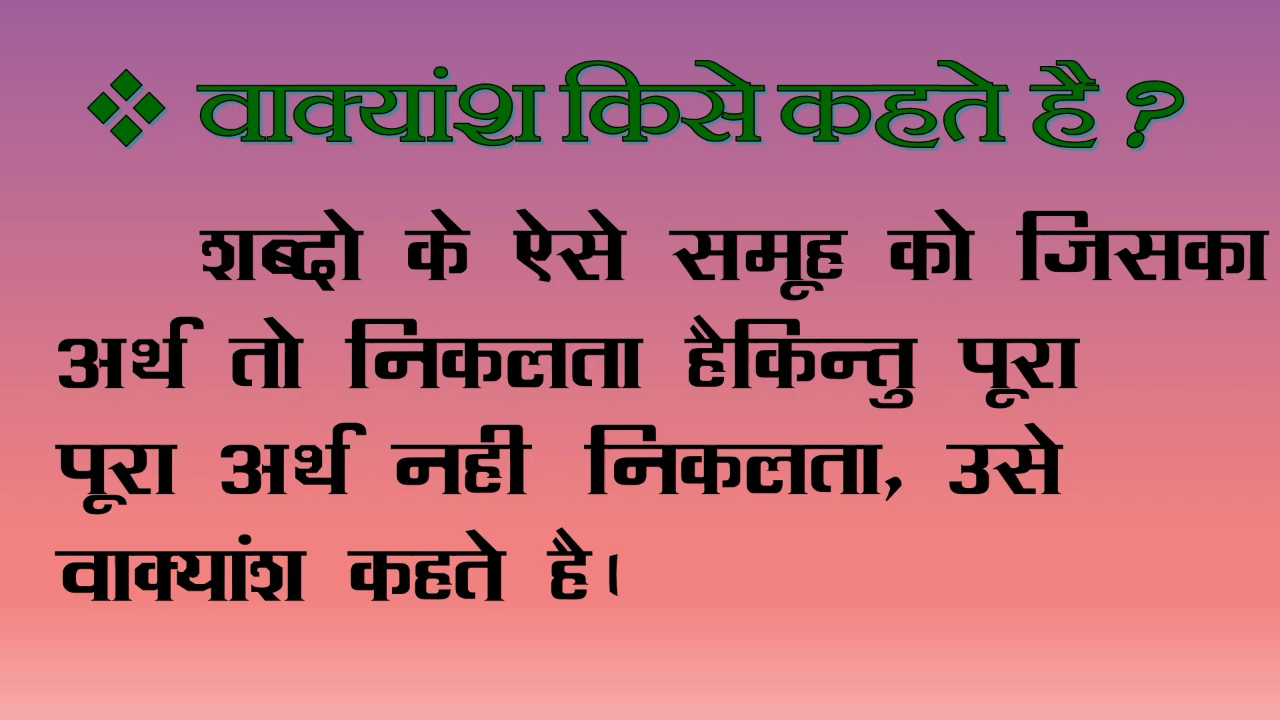 ❖ वाक्यांश किसे कहते है ?
शब्दो के ऐसे समूह को जिसका
अर्थ तो निकलता हैकिन्तु पूरा
पूरा अर्थ नही निकलता, उसे
वाक्यांश कहते है।